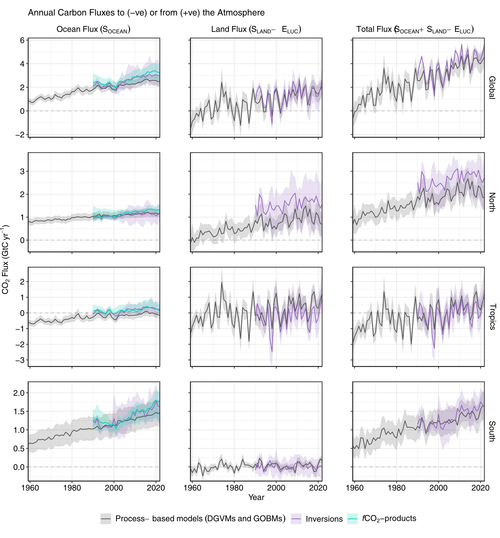 Annual Carbon Fluxes to (−ve) or from (+ve) the Atmosphere
Ocean Flux (SOCEAN)
Land Flux (SLAND− ELUC)
Total Flux (SOCEAN+ SLAND− ELUC)
6
4
2
0
−2
Global
3
2
1
0
North
2
1
0
−1
−2
−3
Tropics
2.0
1.5
1.0
0.5
0.0
South
CO2 Flux (GtC yr−1)
1960 1980 2000 2020 1960 1980 2000 2020 1960 1980 2000 2020
Year
Process− based models (DGVMs and GOBMs) Inversions fCO2−products